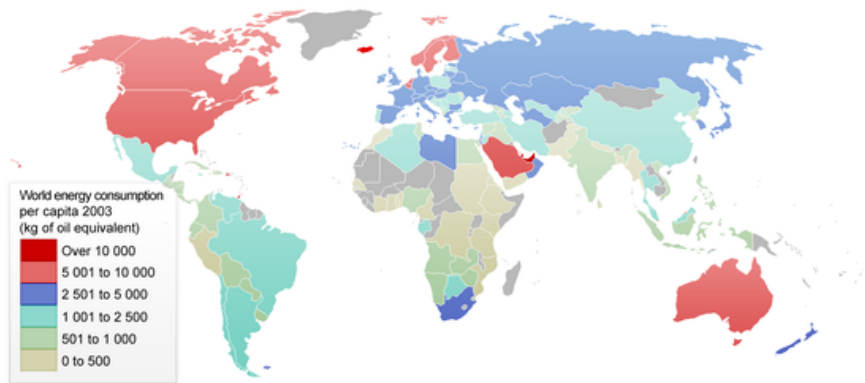 World energy consumption
per capita 2003
(kg of oil equivalent)
Over 10 000
5 001 to 10 000
2 501 to 5 000
1 001 to 2 500
501 to 1 000
0 to 500